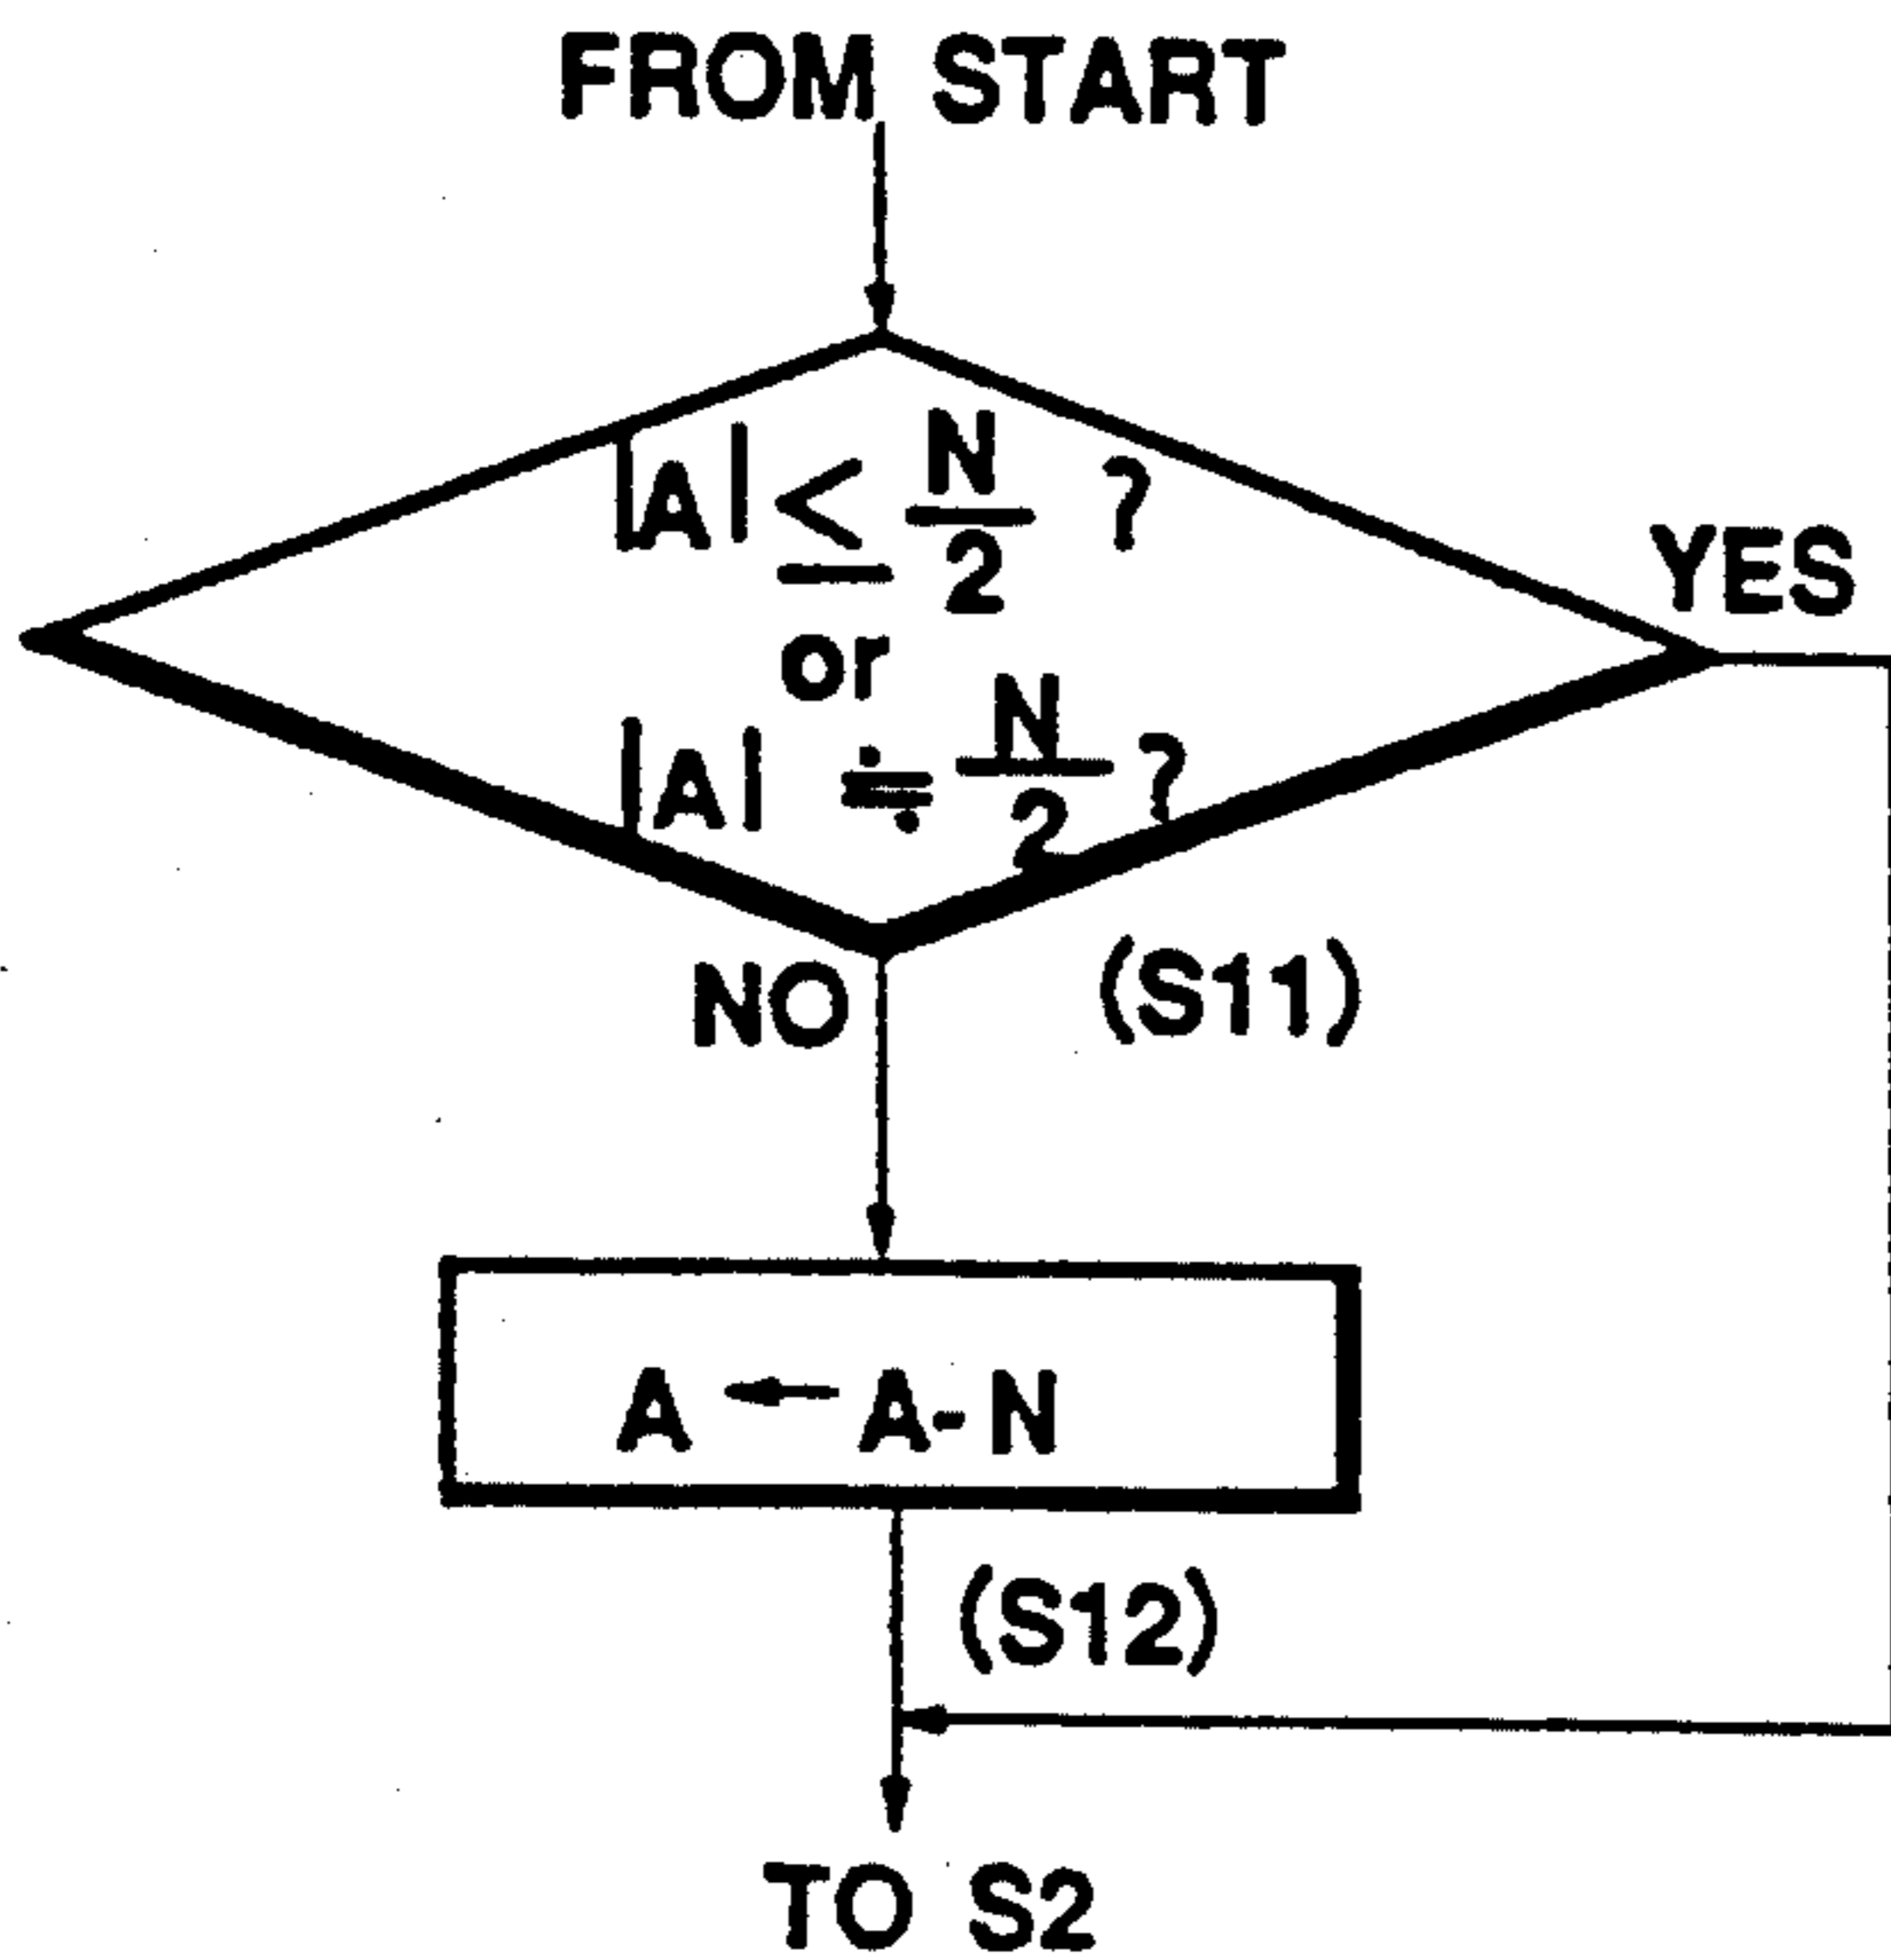 FROM START
|A| ≤ N/2 ?
YES
or
|A| ≒ N/2 ?
NO
(S11)
A ← A-N
(S12)
TO S2